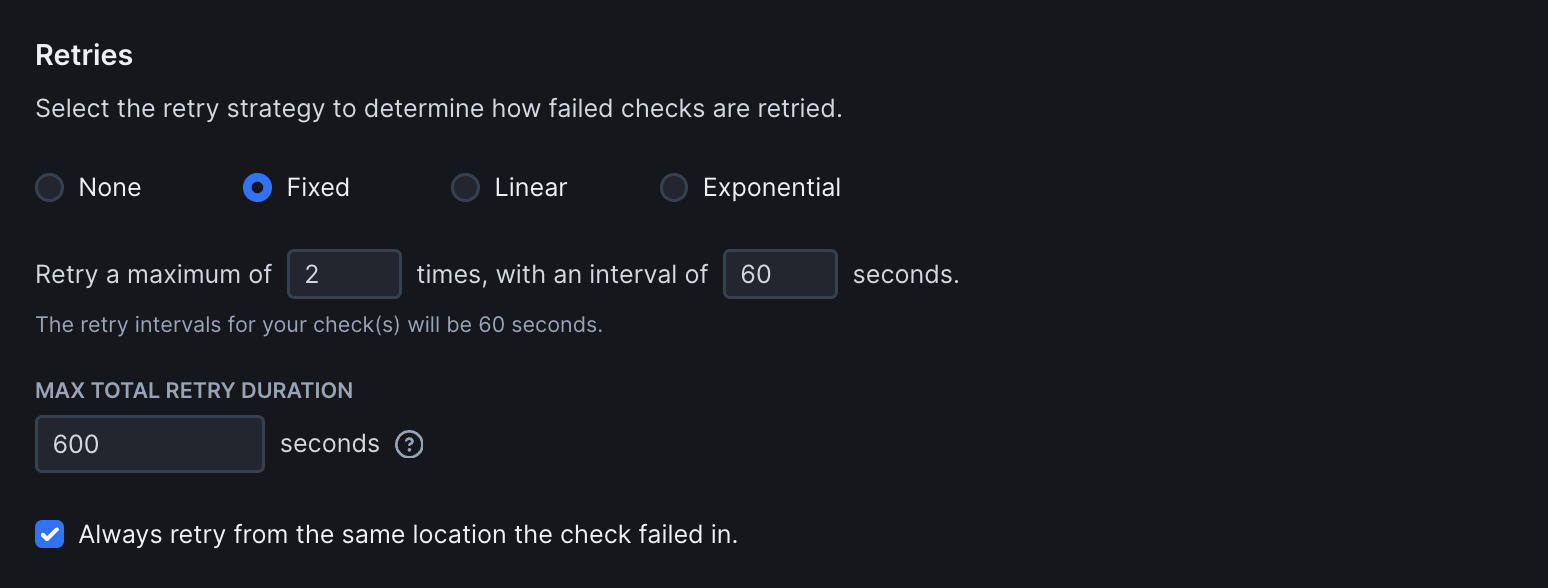 Retries
Select the retry strategy to determine how failed checks are retried.
None Fixed Linear Exponential
Retry a maximum of 2 times, with an interval of 60 seconds.
The retry intervals for your check(s) will be 60 seconds.
MAX TOTAL RETRY DURATION
600 seconds ?
Always retry from the same location the check failed in.